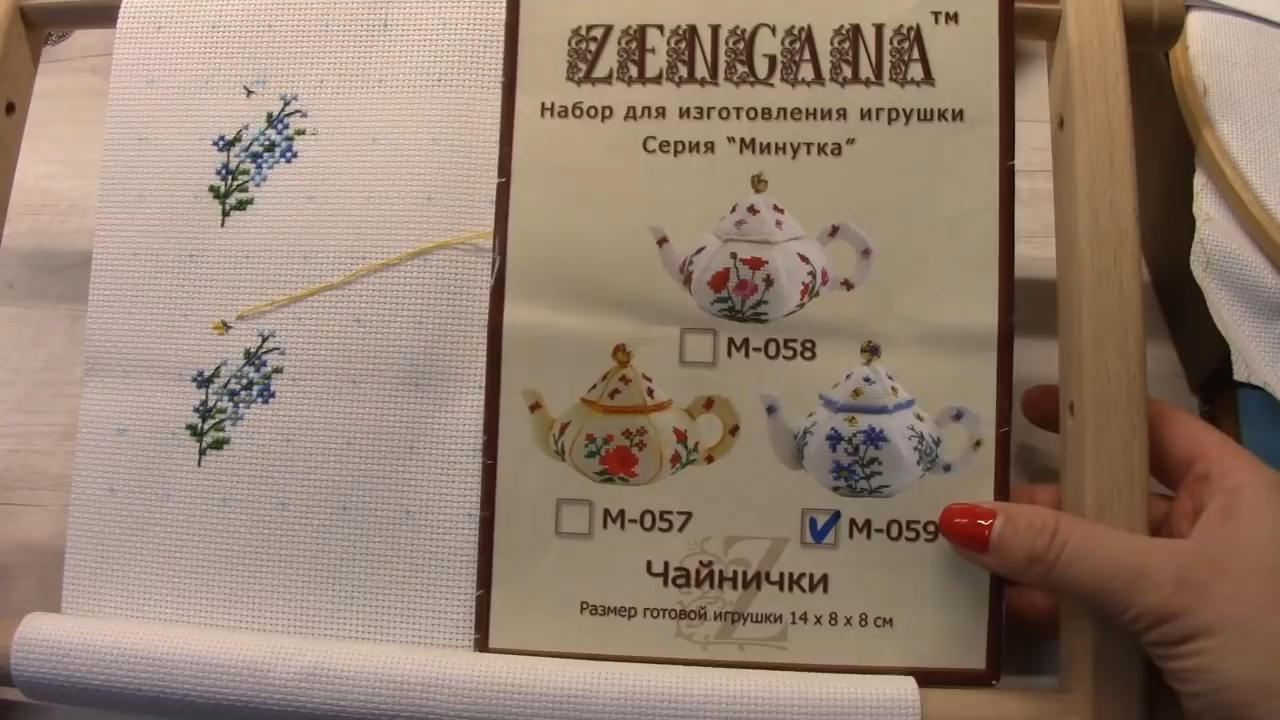 ZENGANA™
Набор для изготовления игрушки
Серия "Минутка"
М-058
М-057
М-059
Чайнички
Размер готовой игрушки 14 х 8 х 8 см